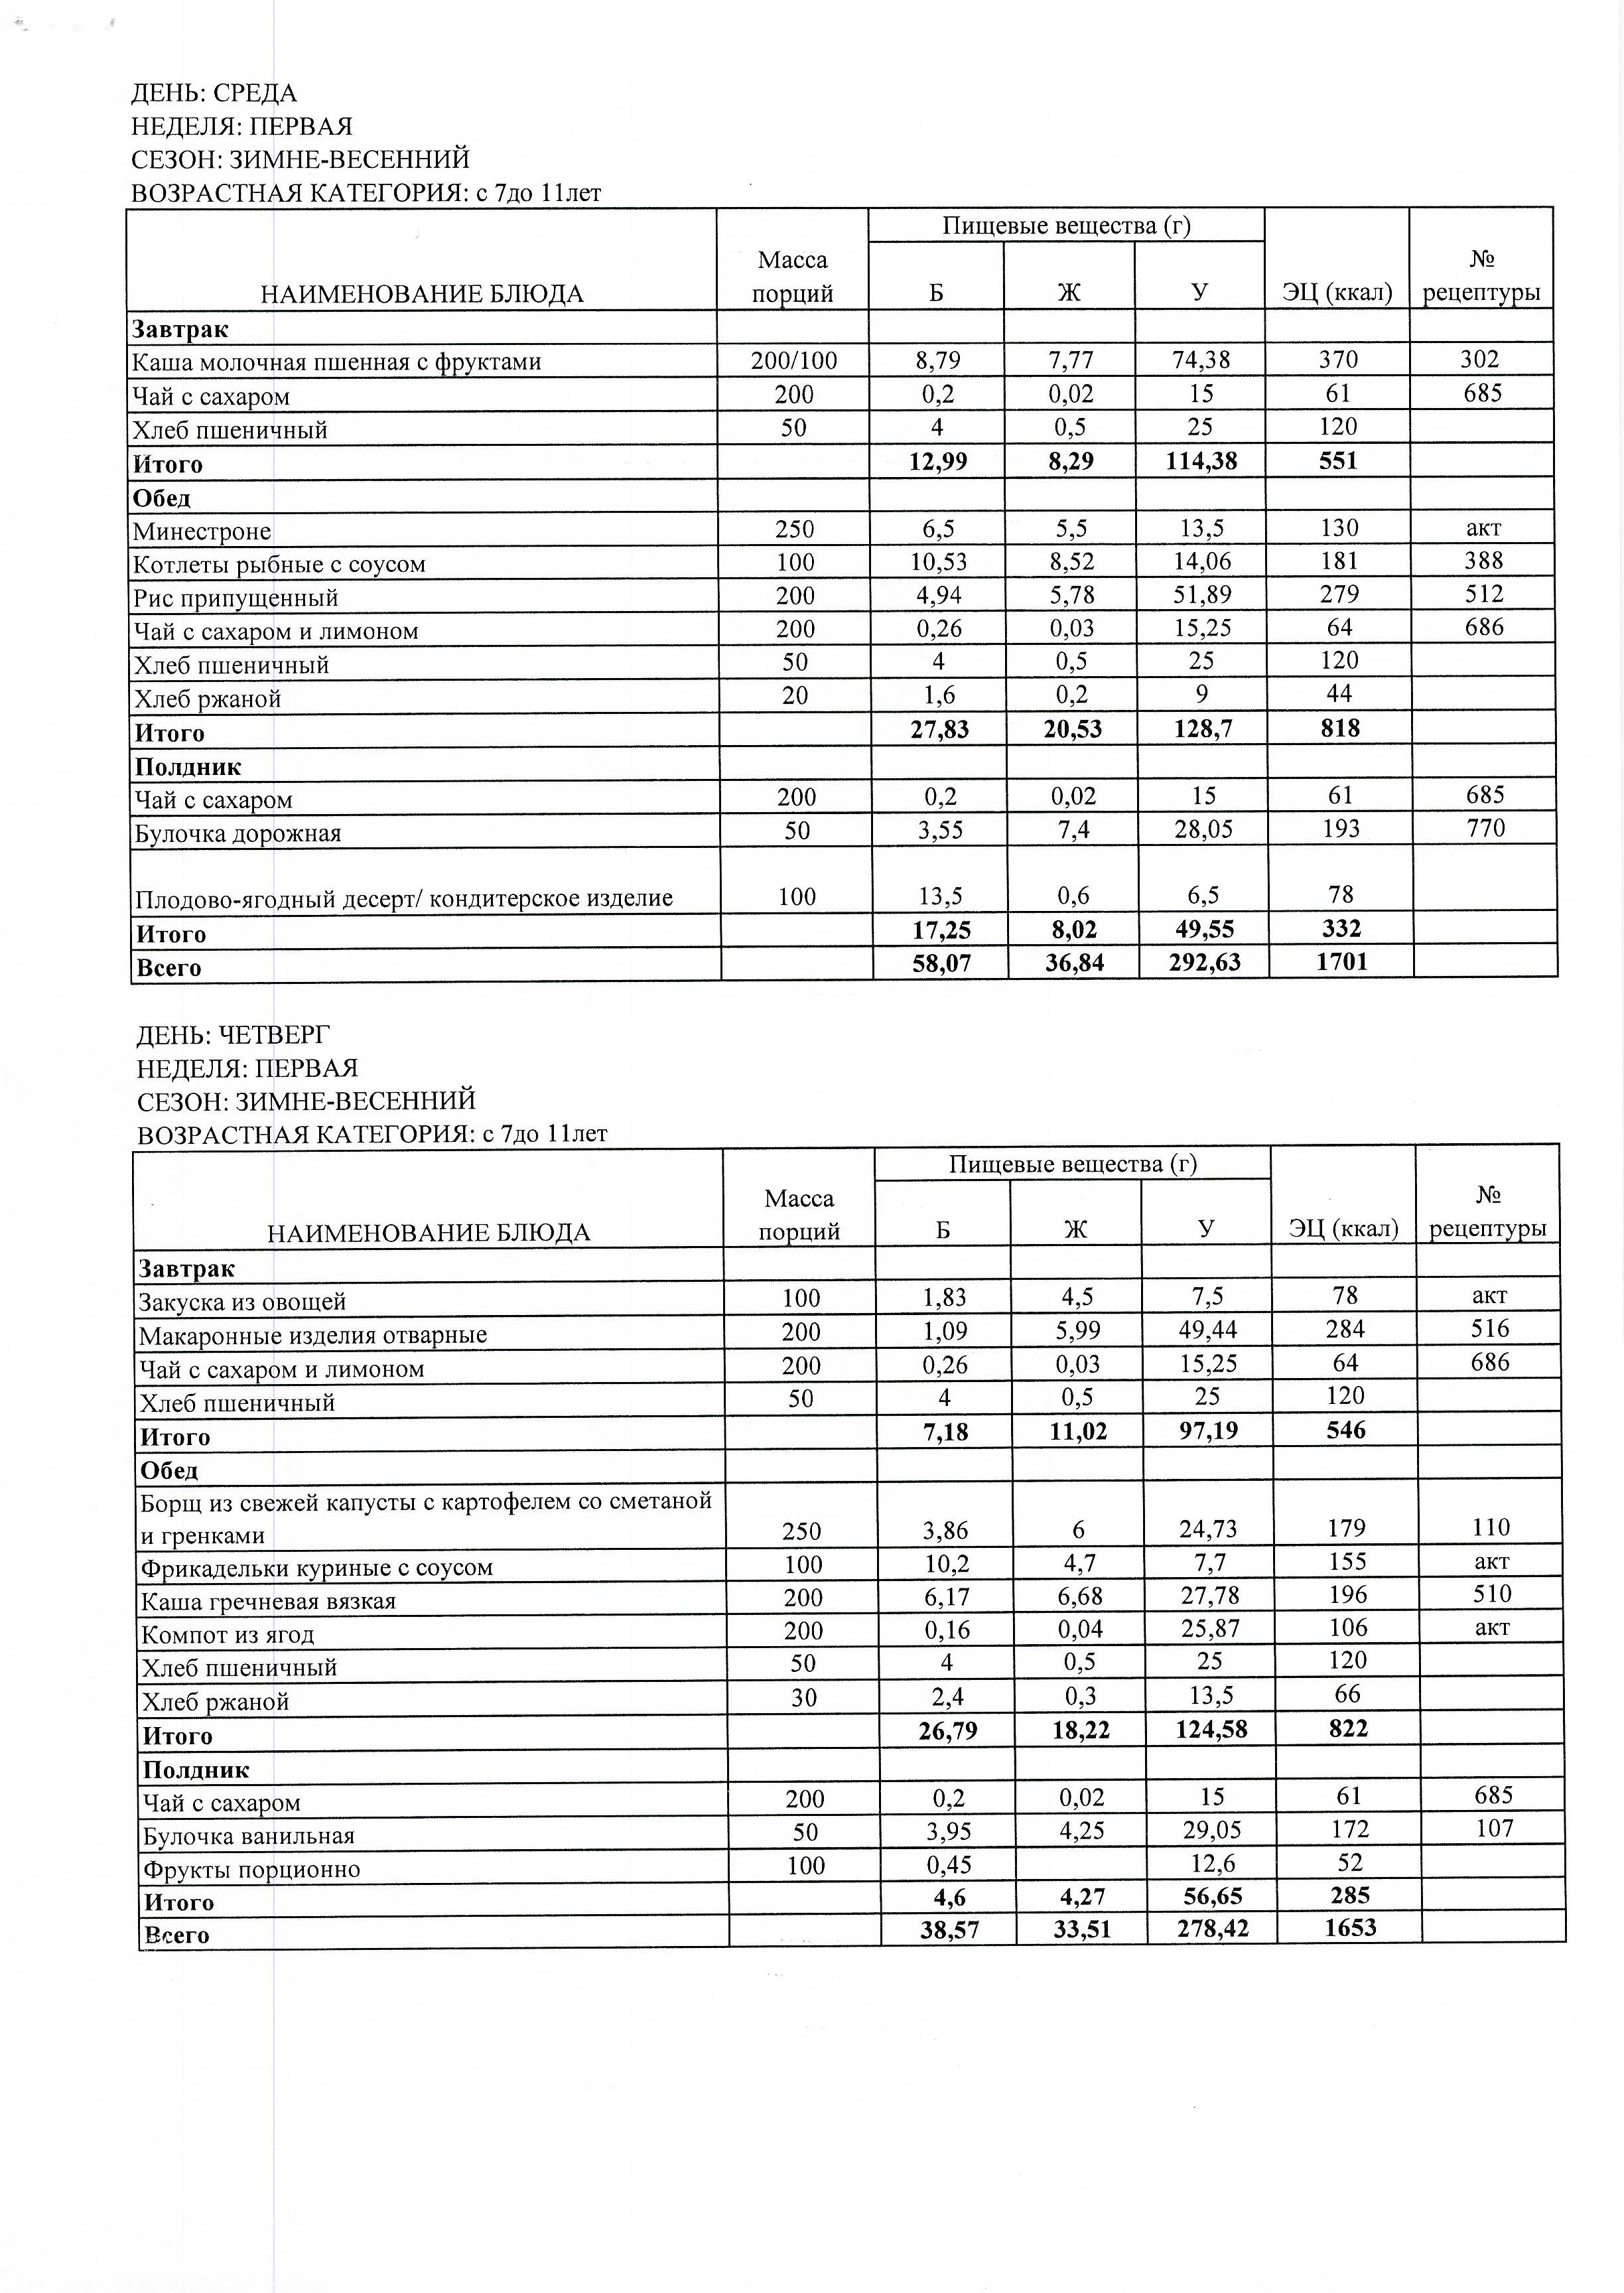 ДЕНЬ: СРЕДА
НЕДЕЛЯ: ПЕРВАЯ
СЕЗОН: ЗИМНЕ-ВЕСЕННИЙ
ВОЗРАСТНАЯ КАТЕГОРИЯ: с 7до 11лет
НАИМЕНОВАНИЕ БЛЮДА Масса порций Пищевые вещества (г) Б Ж У ЭЦ (ккал) № рецептуры
Завтрак
Каша молочная пшенная с фруктами 200/100 8,79 7,77 74,38 370 302
Чай с сахаром 200 0,2 0,02 15 61 685
Хлеб пшеничный 50 4 0,5 25 120
Итого 12,99 8,29 114,38 551
Обед
Минестроне 250 6,5 5,5 13,5 130 акт
Котлеты рыбные с соусом 100 10,53 8,52 14,06 181 388
Рис припущенный 200 4,94 5,78 51,89 279 512
Чай с сахаром и лимоном 200 0,26 0,03 15,25 64 686
Хлеб пшеничный 50 4 0,5 25 120
Хлеб ржаной 20 1,6 0,2 9 44
Итого 27,83 20,53 128,7 818
Полдник
Чай с сахаром 200 0,2 0,02 15 61 685
Булочка дорожная 50 3,55 7,4 28,05 193 770
Плодово-ягодный десерт/ кондитерское изделие 100 13,5 0,6 6,5 78
Итого 17,25 8,02 49,55 332
Всего 58,07 36,84 292,63 1701
ДЕНЬ: ЧЕТВЕРГ
НЕДЕЛЯ: ПЕРВАЯ
СЕЗОН: ЗИМНЕ-ВЕСЕННИЙ
ВОЗРАСТНАЯ КАТЕГОРИЯ: с 7до 11лет
НАИМЕНОВАНИЕ БЛЮДА Масса порций Пищевые вещества (г) Б Ж У ЭЦ (ккал) № рецептуры
Завтрак
Закуска из овощей 100 1,83 4,5 7,5 78 акт
Макаронные изделия отварные 200 1,09 5,99 49,44 284 516
Чай с сахаром и лимоном 200 0,26 0,03 15,25 64 686
Хлеб пшеничный 50 4 0,5 25 120
Итого 7,18 11,02 97,19 546
Обед
Борщ из свежей капусты с картофелем со сметаной
и гренками 250 3,86 6 24,73 179 110
Фрикадельки куриные с соусом 100 10,2 4,7 7,7 155 акт
Каша гречневая вязкая 200 6,17 6,68 27,78 196 510
Компот из ягод 200 0,16 0,04 25,87 106 акт
Хлеб пшеничный 50 4 0,5 25 120
Хлеб ржаной 30 2,4 0,3 13,5 66
Итого 26,79 18,22 124,58 822
Полдник
Чай с сахаром 200 0,2 0,02 15 61 685
Булочка ванильная 50 3,95 4,25 29,05 172 107
Фрукты порционно 100 0,45 12,6 52
Итого 4,6 4,27 56,65 285
Всего 38,57 33,51 278,42 1653